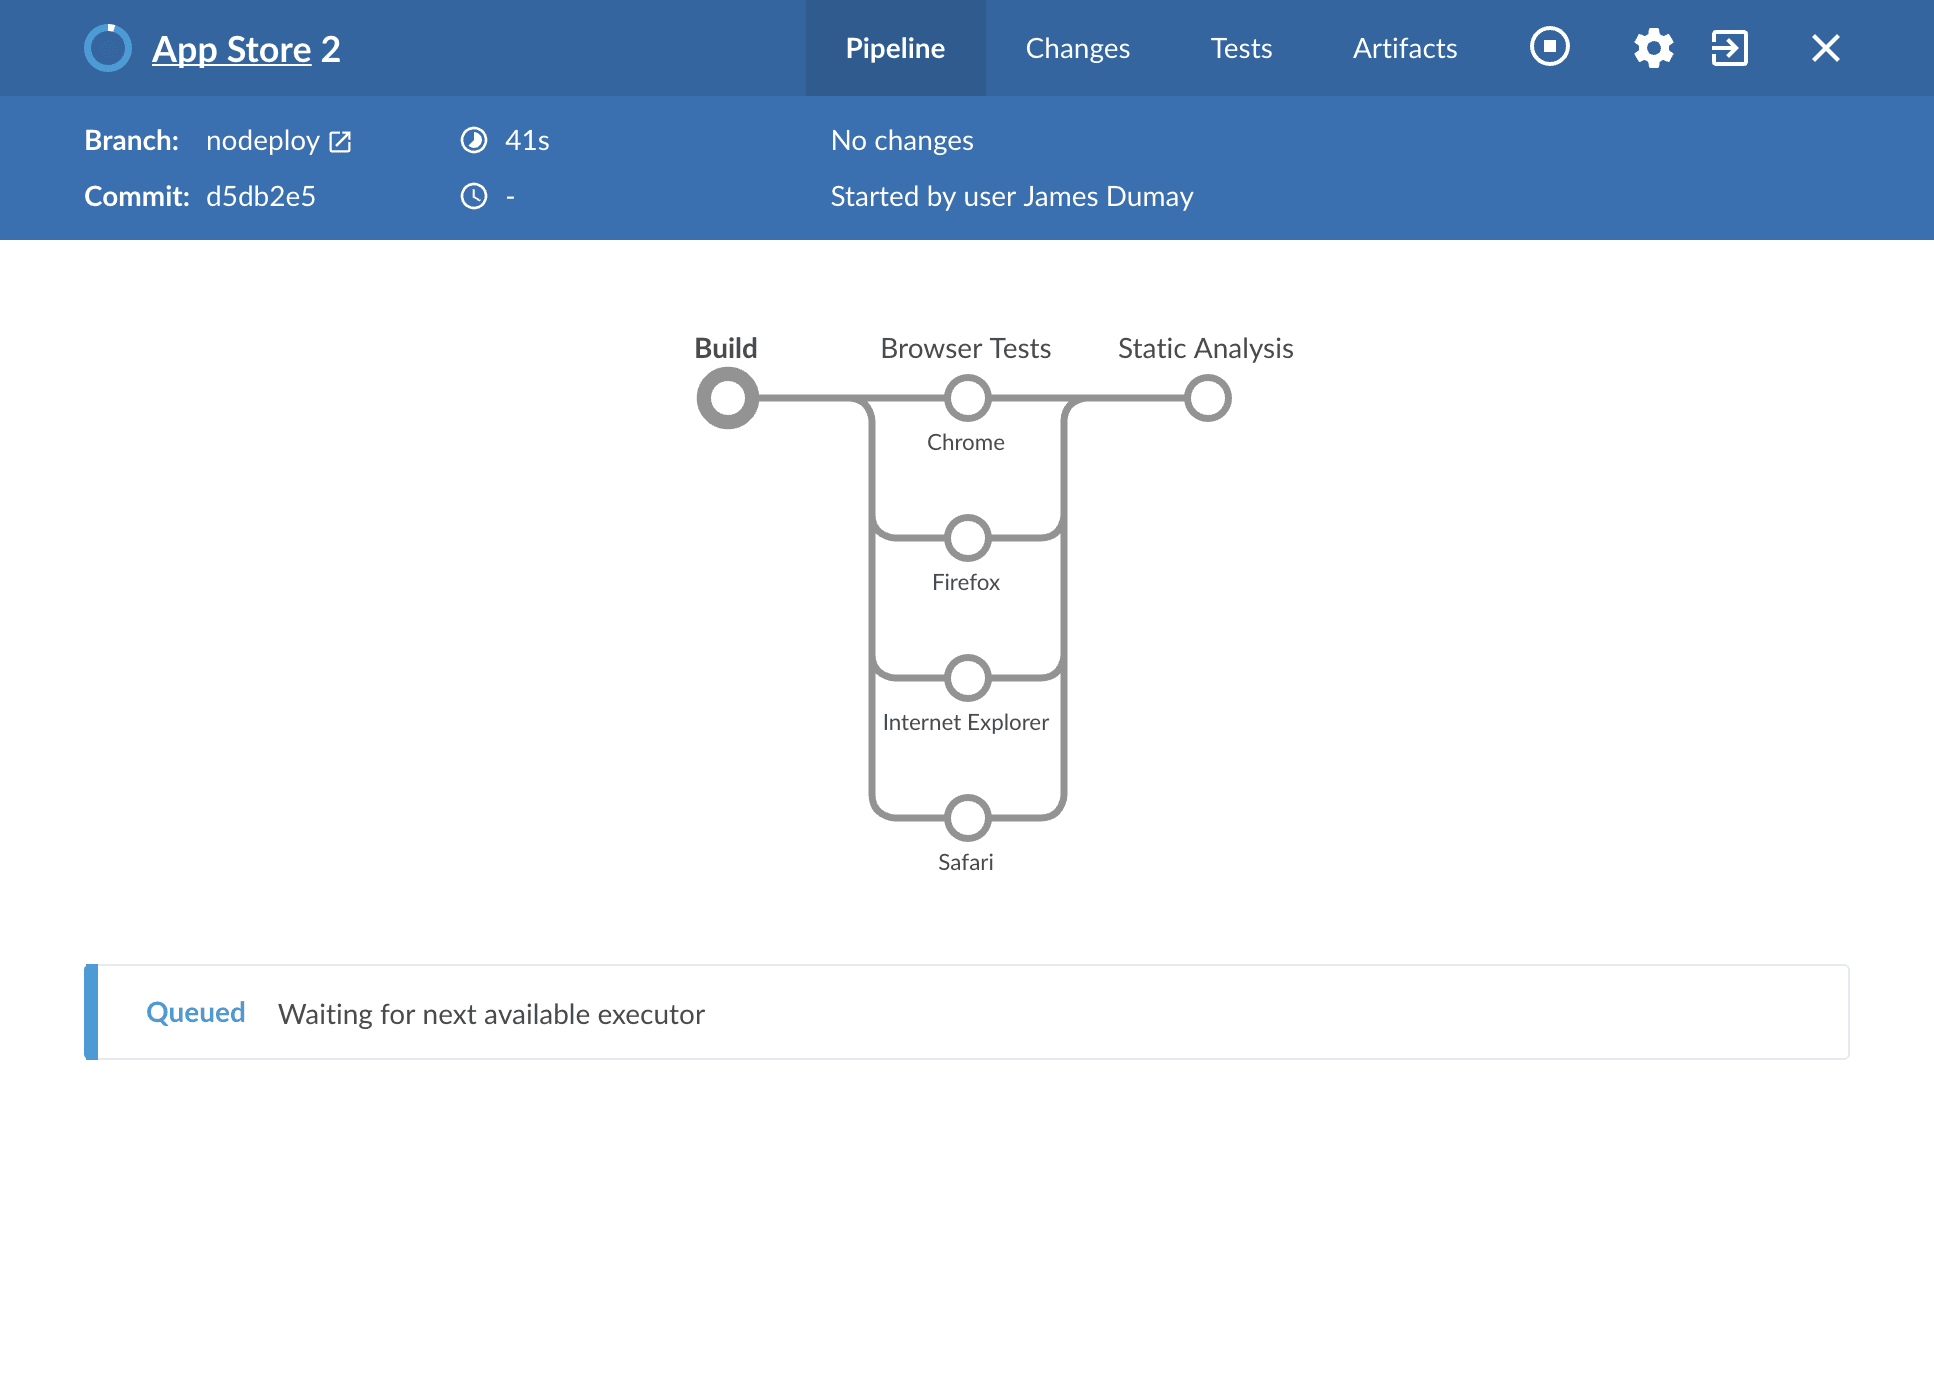 App Store 2
Pipeline Changes Tests Artifacts
Branch: nodeploy 41s No changes
Commit: d5db2e5 - Started by user James Dumay
Build Browser Tests Static Analysis
Chrome
Firefox
Internet Explorer
Safari
Queued Waiting for next available executor